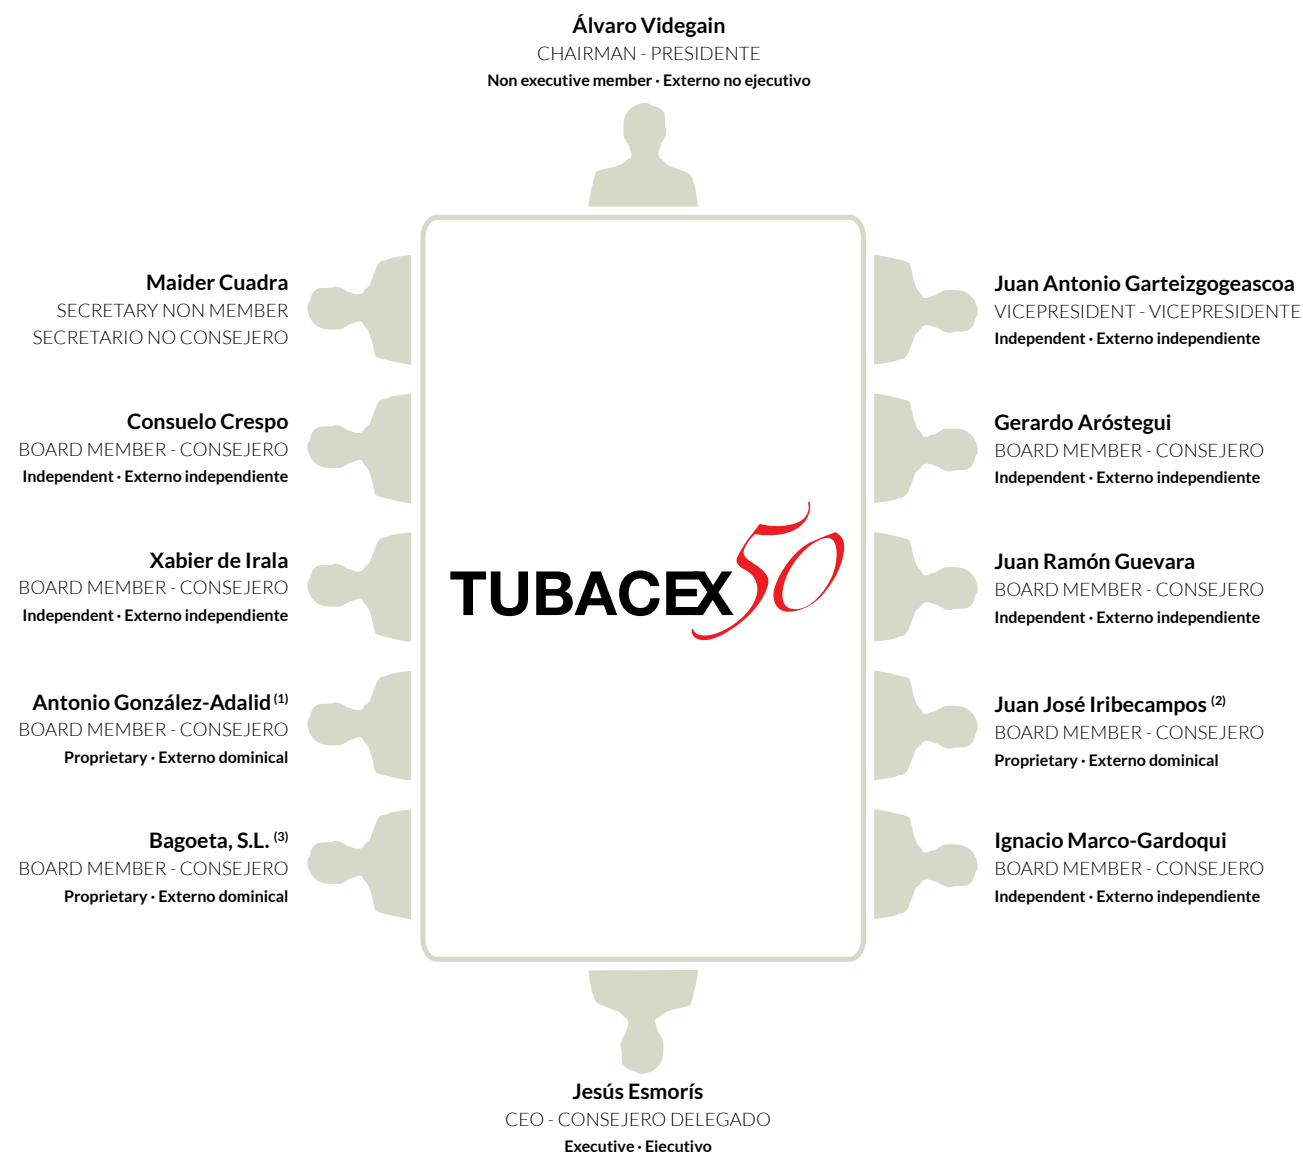 Álvaro Videgain
CHAIRMAN - PRESIDENTE
Non executive member · Externo no ejecutivo
Maider Cuadra
SECRETARY NON MEMBER
SECRETARIO NO CONSEJERO
Consuelo Crespo
BOARD MEMBER - CONSEJERO
Independent · Externo independiente
Xabier de Irala
BOARD MEMBER - CONSEJERO
Independent · Externo independiente
Antonio González-Adalid (1)
BOARD MEMBER - CONSEJERO
Proprietary · Externo dominical
Bagoeta, S.L. (3)
BOARD MEMBER - CONSEJERO
Proprietary · Externo dominical
TUBACEX 50
Juan Antonio Garteizgogeascoa
VICEPRESIDENT - VICEPRESIDENTE
Independent · Externo independiente
Gerardo Aróstegui
BOARD MEMBER - CONSEJERO
Independent · Externo independiente
Juan Ramón Guevara
BOARD MEMBER - CONSEJERO
Independent · Externo independiente
Juan José Iribecampos (2)
BOARD MEMBER - CONSEJERO
Proprietary · Externo dominical
Ignacio Marco-Gardoqui
BOARD MEMBER - CONSEJERO
Independent · Externo independiente
Jesús Esmorís
CEO - CONSEJERO DELEGADO
Executive · Ejecutivo